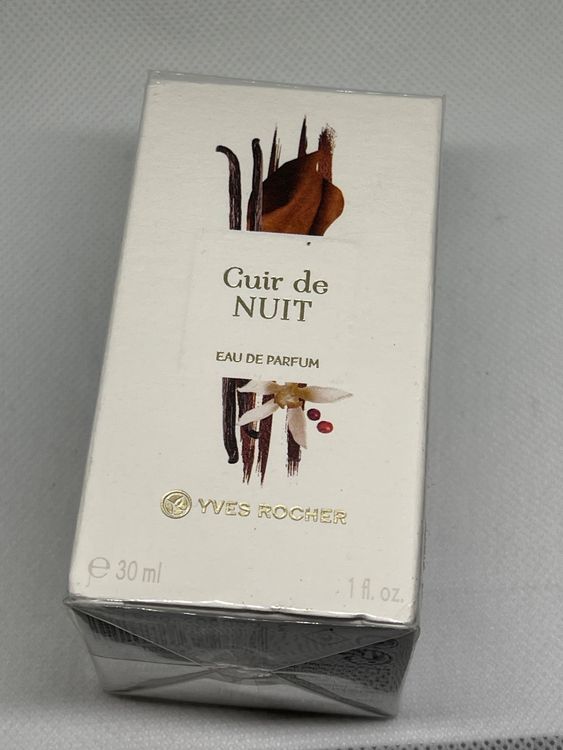 Cuir de
NUIT
EAU DE PARFUM
YVES ROCHER
℮ 30 ml
1 fl. oz.